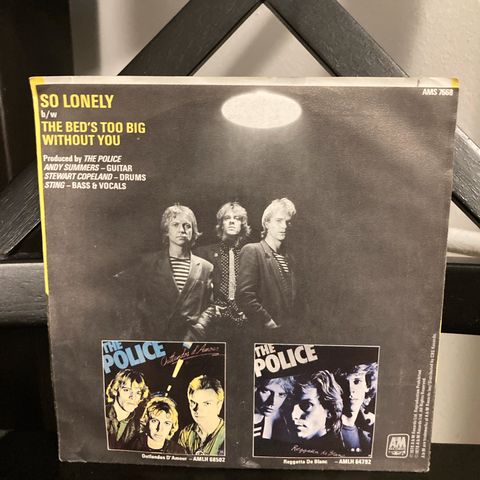 AMS 7668
SO LONELY
b/w
THE BED'S TOO BIG
WITHOUT YOU
Produced by THE POLICE
ANDY SUMMERS – GUITAR
STEWART COPELAND – DRUMS
STING – BASS & VOCALS
THE
POLICE
Outlandos d'Amour
THE
POLICE
Reggatta De Blanc
Outlandos D'Amour — AMLH 68502
Reggatta De Blanc — AMLH 64792
A&M